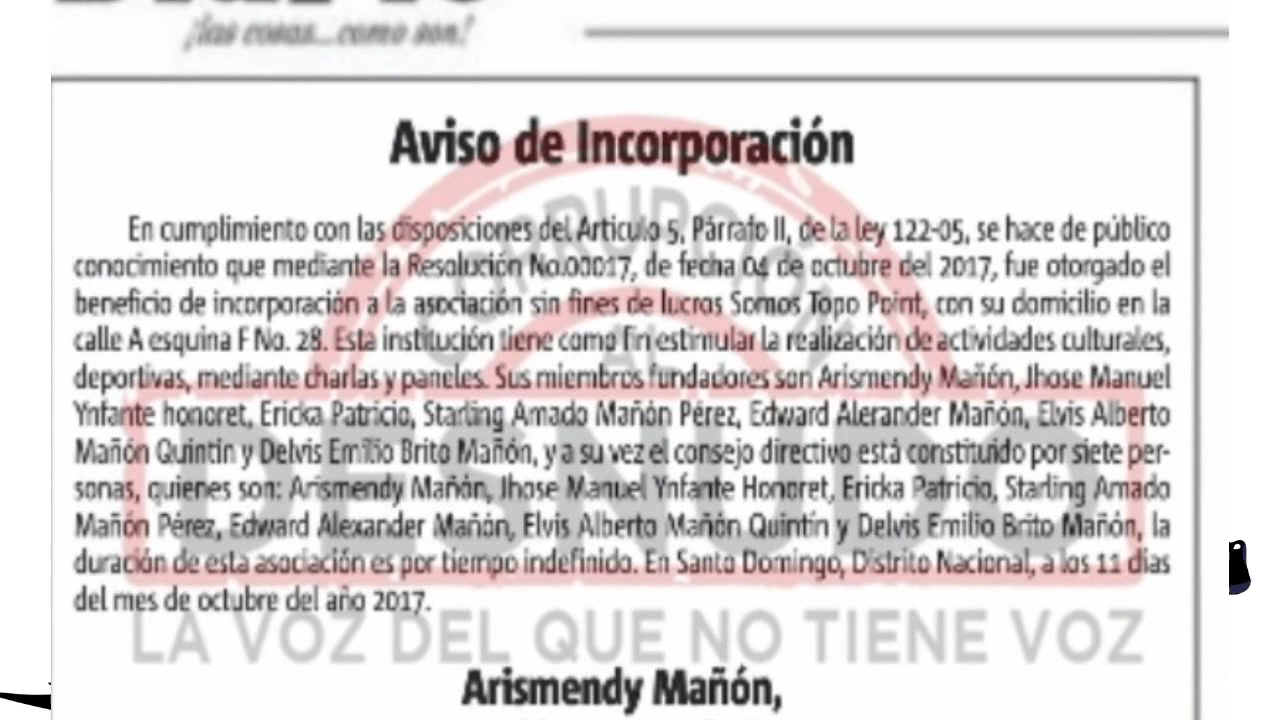 ¡las cosas...como son!
Aviso de Incorporación
En cumplimiento con las disposiciones del Articulo 5, Párrafo II, de la ley 122-05, se hace de público
conocimiento que mediante la Resolución No.00017, de fecha 04 de octubre del 2017, fue otorgado el
beneficio de incorporación a la asociación sin fines de lucros Somos Topo Point, con su domicilio en la
calle A esquina F No. 28. Esta institución tiene como fin estimular la realización de actividades culturales,
deportivas, mediante charlas y paneles. Sus miembros fundadores son Arismendy Mañón, Jhose Manuel
Ynfante honoret, Ericka Patricio, Starling Amado Mañón Pérez, Edward Alerander Mañón, Elvis Alberto
Mañón Quintín y Delvis Emilio Brito Mañón, y a su vez el consejo directivo está constituido por siete per-
sonas, quienes son: Arismendy Mañón, Jhose Manuel Ynfante Honoret, Ericka Patricio, Starling Amado
Mañón Pérez, Edward Alexander Mañón, Elvis Alberto Mañón Quintín y Delvis Emilio Brito Mañón, la
duración de esta asociación es por tiempo indefinido. En Santo Domingo, Distrito Nacional, a los 11 dias
del mes de octubre del año 2017.
Arismendy Mañón,
CORRUPCION
AL
DESNUDO
LA VOZ DEL QUE NO TIENE VOZ